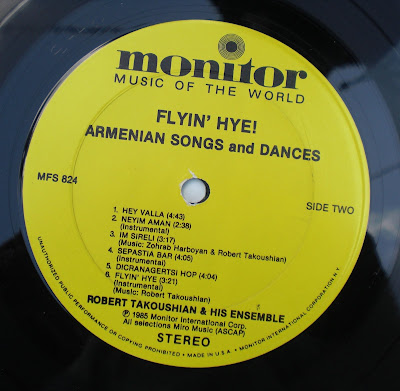 monitor
MUSIC OF THE WORLD
FLYIN' HYE!
ARMENIAN SONGS and DANCES
MFS 824
SIDE TWO
1. HEY VALLA (4:43)
2. NEYIM AMAN (2:38)
(Instrumental)
3. IM SIRELI (3:17)
(Music: Zohrab Harboyan & Robert Takoushian)
4. SEPASTIA BAR (4:05)
(Instrumental)
5. DICRANAGERTSI HOP (4:04)
6. FLYIN' HYE (3:21)
(Instrumental)
(Music: Robert Takoushian)
ROBERT TAKOUSHIAN & HIS ENSEMBLE
℗ 1985 Monitor International Corp.
All selections Miro Music (ASCAP)
STEREO
UNAUTHORIZED PUBLIC PERFORMANCE OR COPYING PROHIBITED • MADE IN U.S.A. • MONITOR INTERNATIONAL CORPORATION, N.Y.